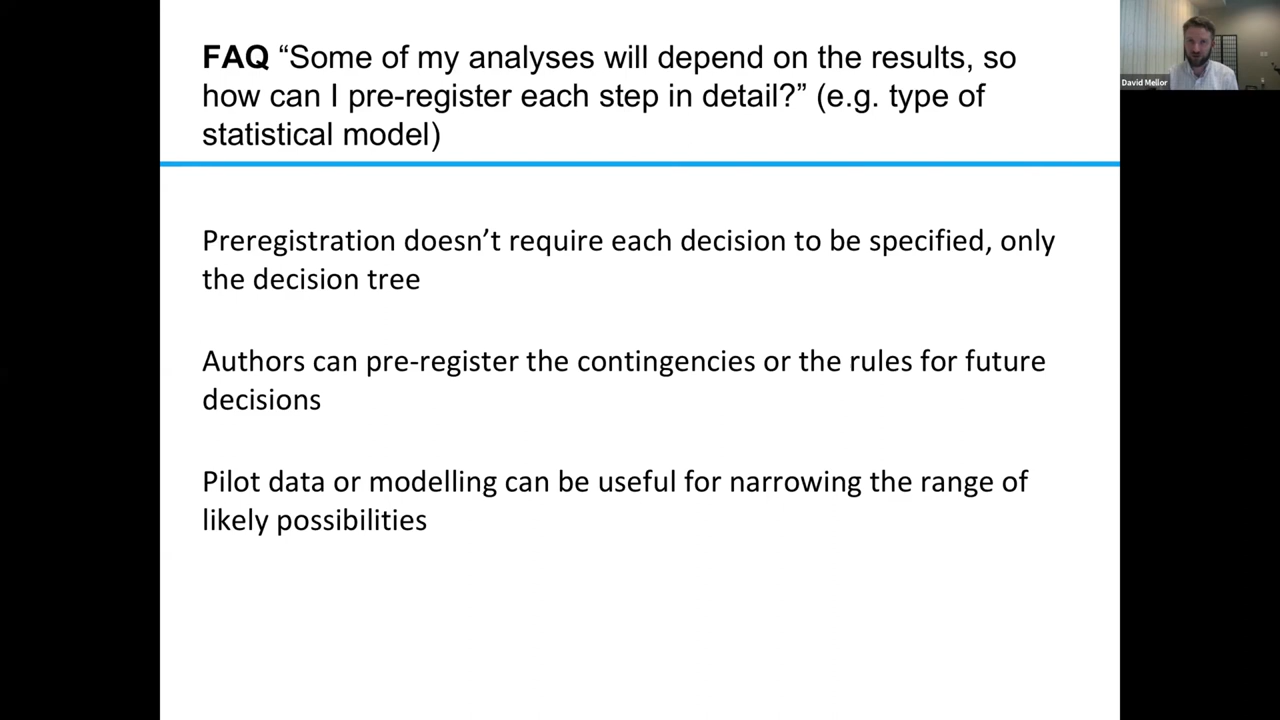 FAQ “Some of my analyses will depend on the results, so
how can I pre-register each step in detail?” (e.g. type of
statistical model)
David Mellor
Preregistration doesn’t require each decision to be specified, only
the decision tree
Authors can pre-register the contingencies or the rules for future
decisions
Pilot data or modelling can be useful for narrowing the range of
likely possibilities